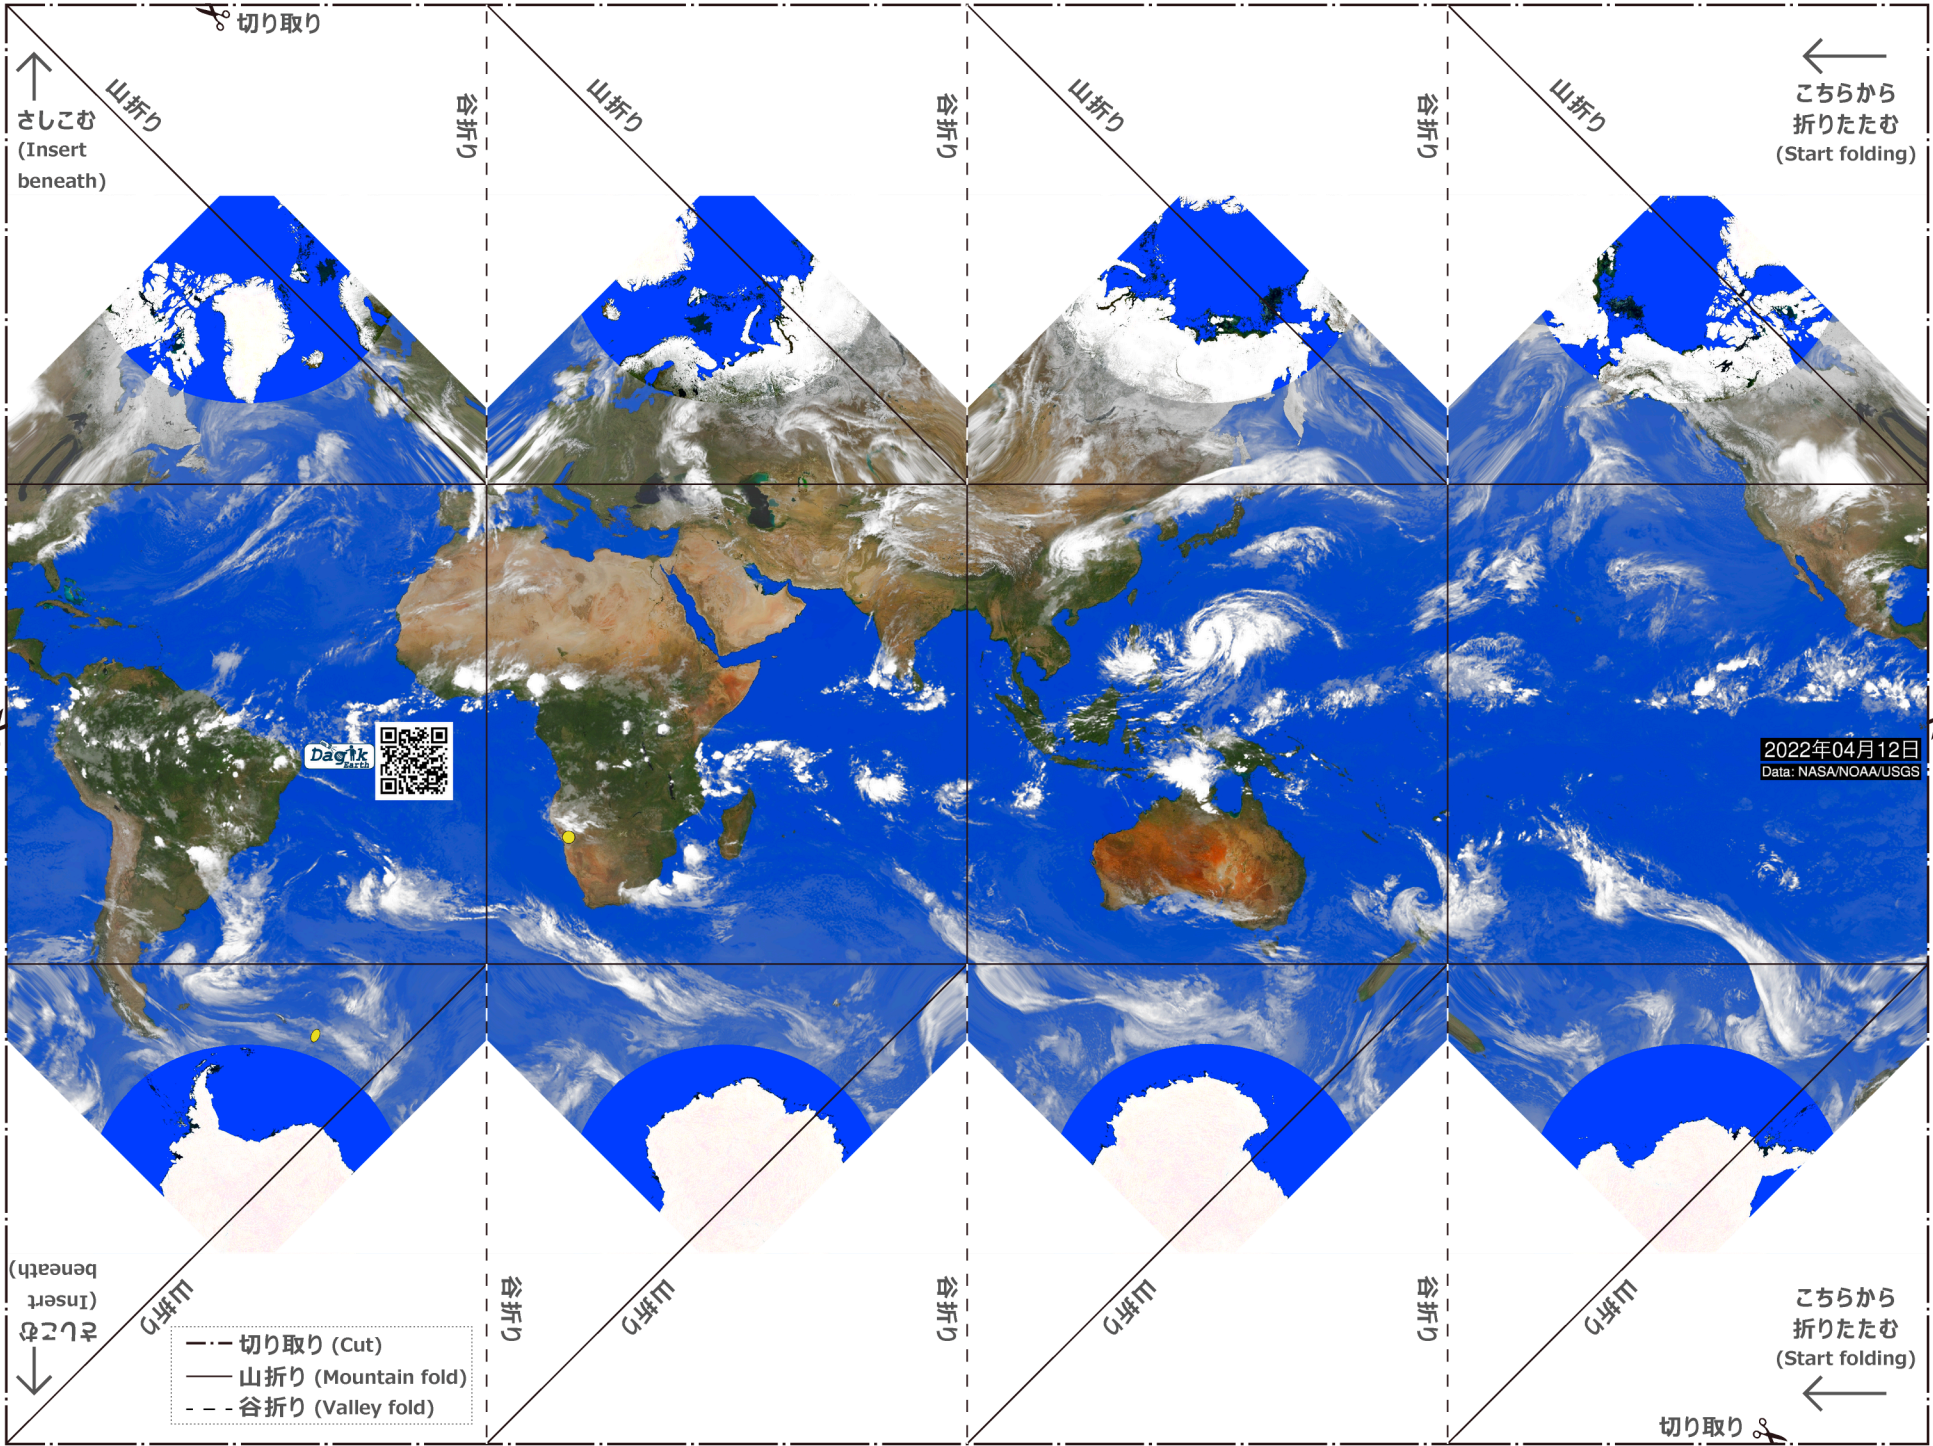 切り取り
山折り
谷折り
山折り
谷折り
山折り
谷折り
山折り
こちらから
折りたたむ
(Start folding)
さしこむ
(Insert
beneath)
Dagik
Earth
2022年04月12日
Data: NASA/NOAA/USGS
さしこむ
(Insert
beneath)
山折り
谷折り
山折り
谷折り
山折り
谷折り
山折り
こちらから
折りたたむ
(Start folding)
切り取り (Cut)
山折り (Mountain fold)
谷折り (Valley fold)
切り取り